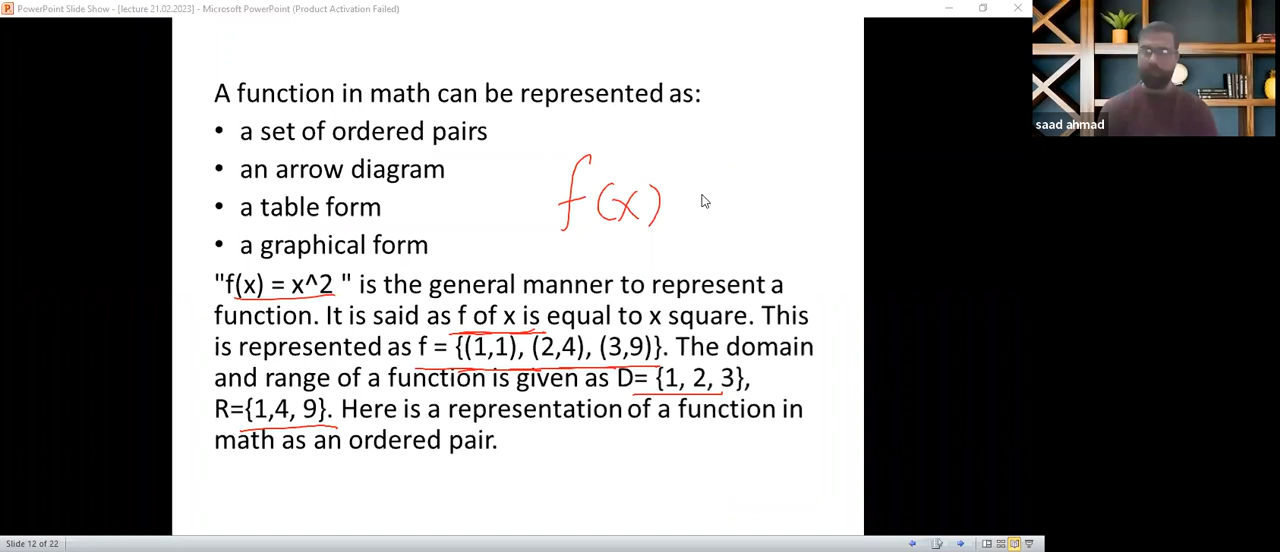 PowerPoint Slide Show - [lecture 21.02.2023] - Microsoft PowerPoint (Product Activation Failed)
saad ahmad
A function in math can be represented as:
• a set of ordered pairs
• an arrow diagram
• a table form
• a graphical form
f(x)
"f(x) = x^2 " is the general manner to represent a
function. It is said as f of x is equal to x square. This
is represented as f = {(1,1), (2,4), (3,9)}. The domain
and range of a function is given as D= {1, 2, 3},
R={1,4, 9}. Here is a representation of a function in
math as an ordered pair.
Slide 12 of 22